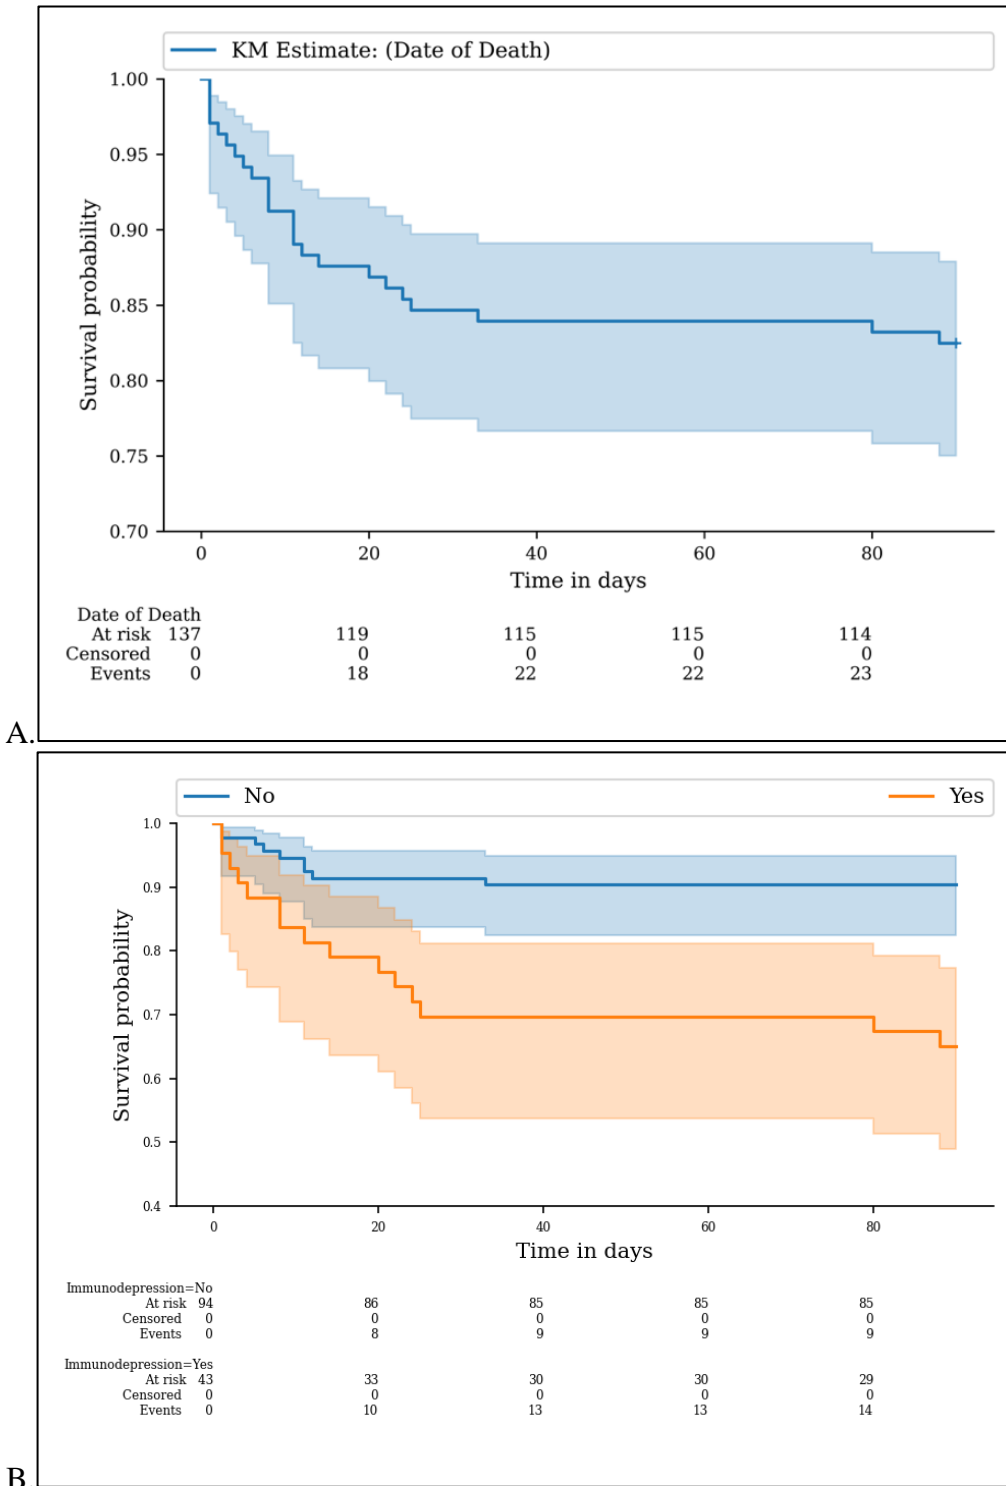 KM Estimate: (Date of Death)
1.00
0.95
0.90
0.85
0.80
0.75
0.70
Survival probability
0 20 40 60 80
Time in days
Date of Death
At risk 137 119 115 115 114
Censored 0 0 0 0 0
Events 0 18 22 22 23
A.
No Yes
1.0
0.9
0.8
0.7
0.6
0.5
0.4
Survival probability
0 20 40 60 80
Time in days
Immunodepression=No
At risk 94 86 85 85 85
Censored 0 0 0 0 0
Events 0 8 9 9 9
Immunodepression=Yes
At risk 43 33 30 30 29
Censored 0 0 0 0 0
Events 0 10 13 13 14
B